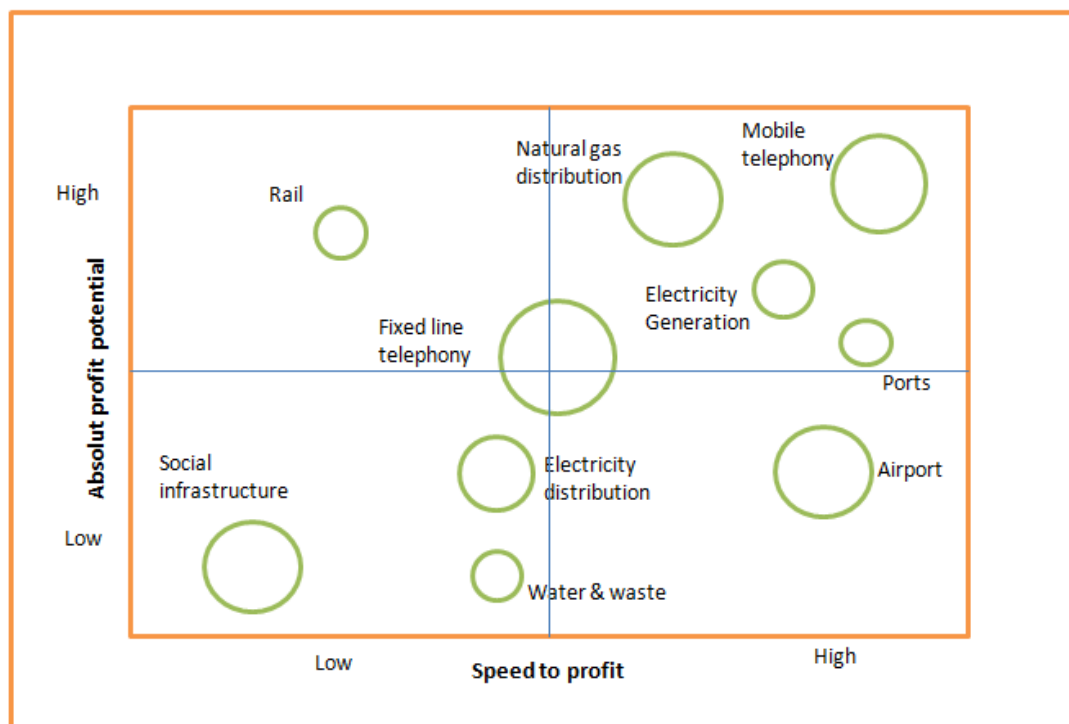 Mobile
telephony
Natural gas
distribution
High
Rail
Electricity
Generation
Fixed line
telephony
Ports
Absolut profit potential
Social
infrastructure
Electricity
distribution
Airport
Low
Water & waste
Low
Speed to profit
High